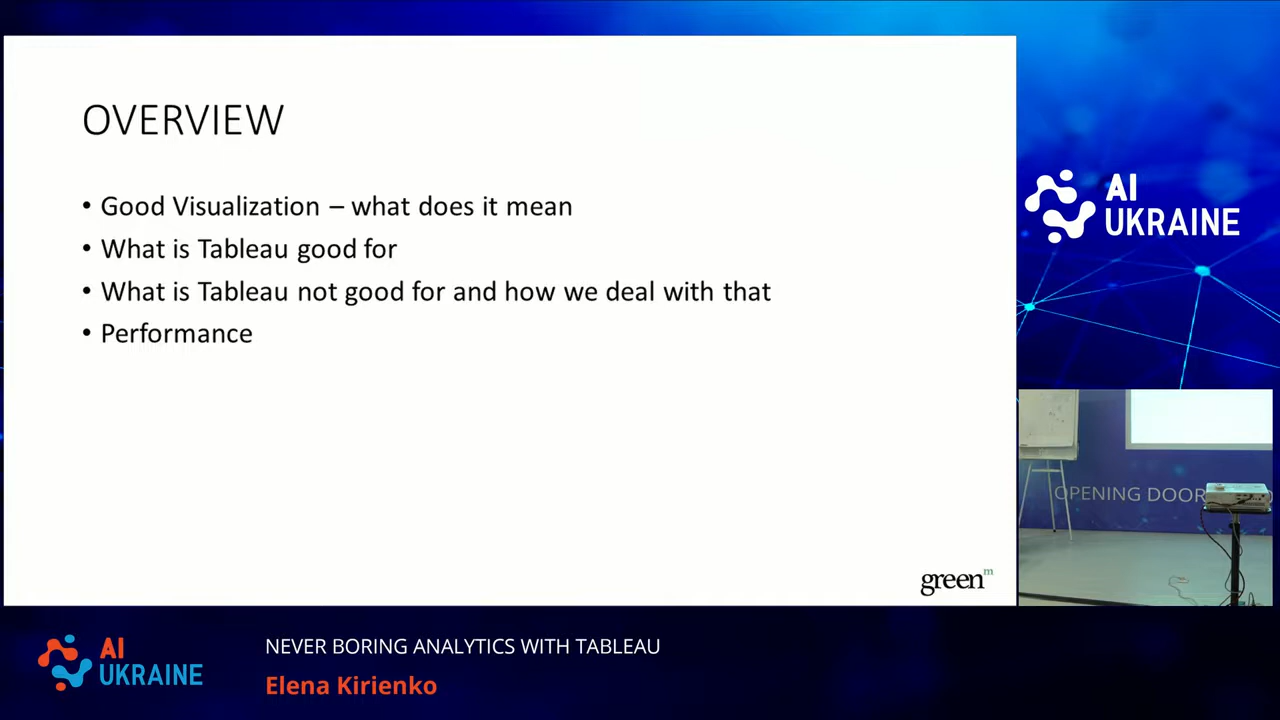 OVERVIEW
• Good Visualization – what does it mean
• What is Tableau good for
• What is Tableau not good for and how we deal with that
• Performance
greenᵐ
AI
UKRAINE
OPENING DOOR
AI
UKRAINE
NEVER BORING ANALYTICS WITH TABLEAU
Elena Kirienko